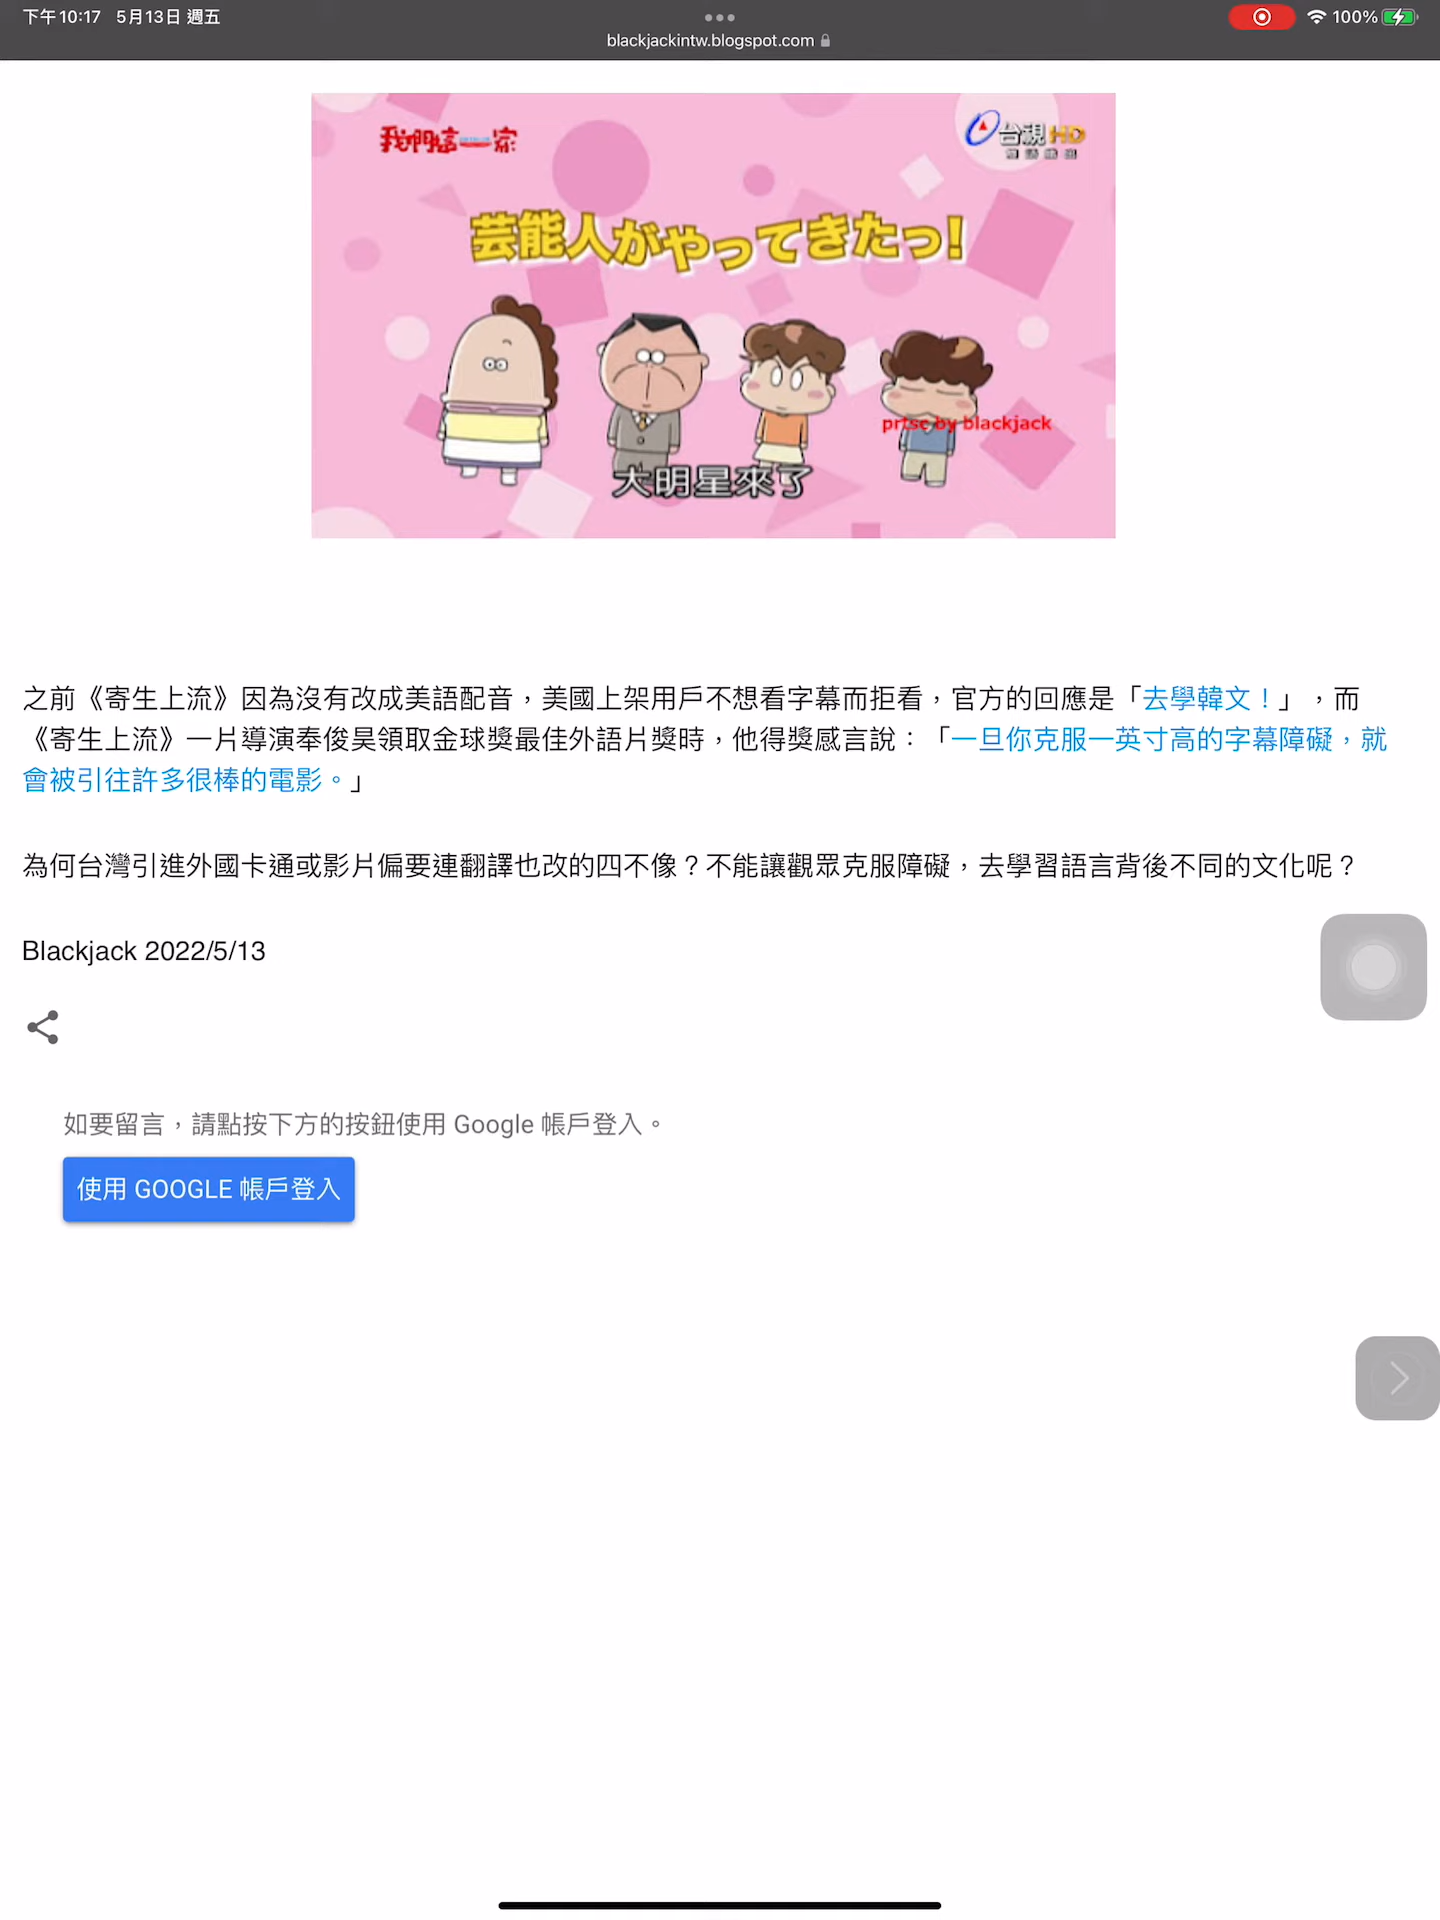 下午10:17 5月13日 週五
100%
blackjackintw.blogspot.com
我們這一家
台視HD
芸能人がやってきたっ!
prtsc by blackjack
大明星來了
之前《寄生上流》因為沒有改成美語配音，美國上架用戶不想看字幕而拒看，官方的回應是「去學韓文！」，而
《寄生上流》一片導演奉俊昊領取金球獎最佳外語片獎時，他得獎感言說：「一旦你克服一英寸高的字幕障礙，就
會被引往許多很棒的電影。」
為何台灣引進外國卡通或影片偏要連翻譯也改的四不像？不能讓觀眾克服障礙，去學習語言背後不同的文化呢？
Blackjack 2022/5/13
如要留言，請點按下方的按鈕使用 Google 帳戶登入。
使用 GOOGLE 帳戶登入